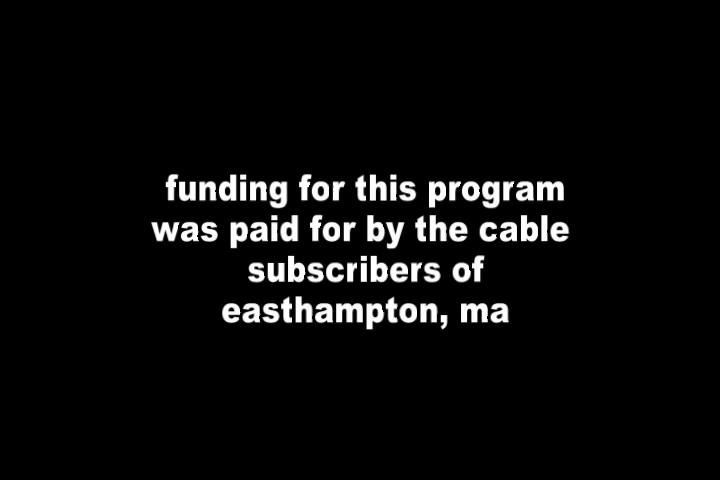 funding for this program
was paid for by the cable
subscribers of
easthampton, ma